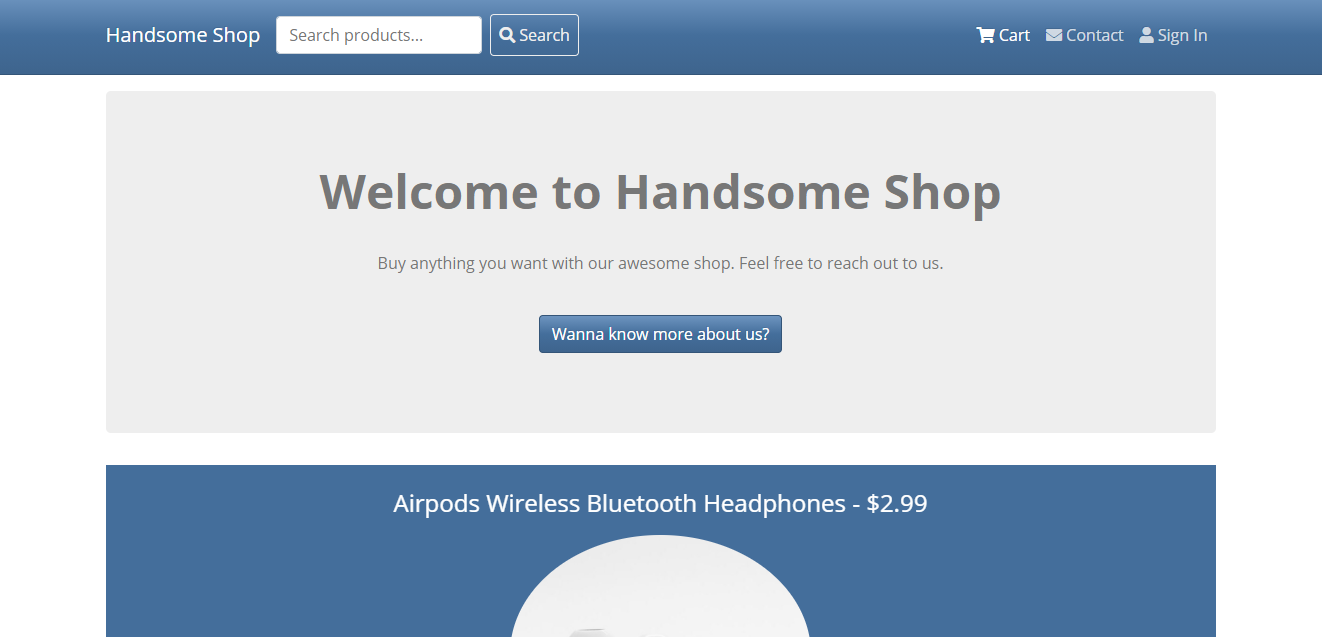 Handsome Shop Search products... Search Cart Contact Sign In
Welcome to Handsome Shop
Buy anything you want with our awesome shop. Feel free to reach out to us.
Wanna know more about us?
Airpods Wireless Bluetooth Headphones - $2.99